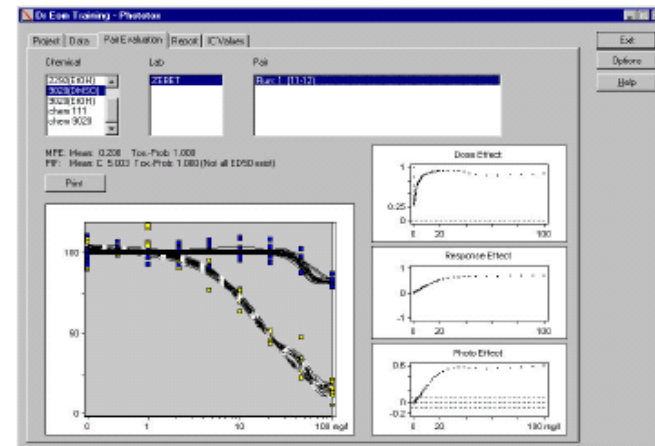 Dr Eom Training - Phototox
Project Data Pair Evaluation Report IC Values
Exit
Options
Help
Chemical Lab Pair
9028(DMSO)
9028(EtOH)
chem 111
chem 9028
ZEBET
Run: 1 (11-12)
MPE: Mean: 0.208 Tox-Prob 1.000
PIF: Mean: C 5.003 Tox-Prob 1.000 (Not all ED50 exist)
Print
100
50
0
0 1 10 100 mg/l
Dose Effect
1
0.25
0
0 20 100
Response Effect
1
0
-1
0 20 100
Photo Effect
0.5
0
-0.2
0 20 100